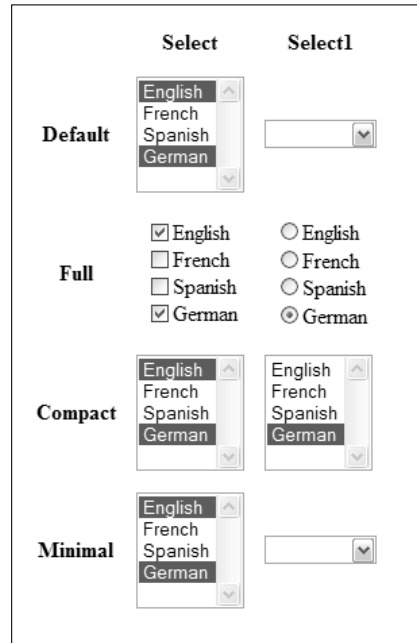 Select Select1
Default
English
French
Spanish
German
Full
English
French
Spanish
German
English
French
Spanish
German
Compact
English
French
Spanish
German
English
French
Spanish
German
Minimal
English
French
Spanish
German